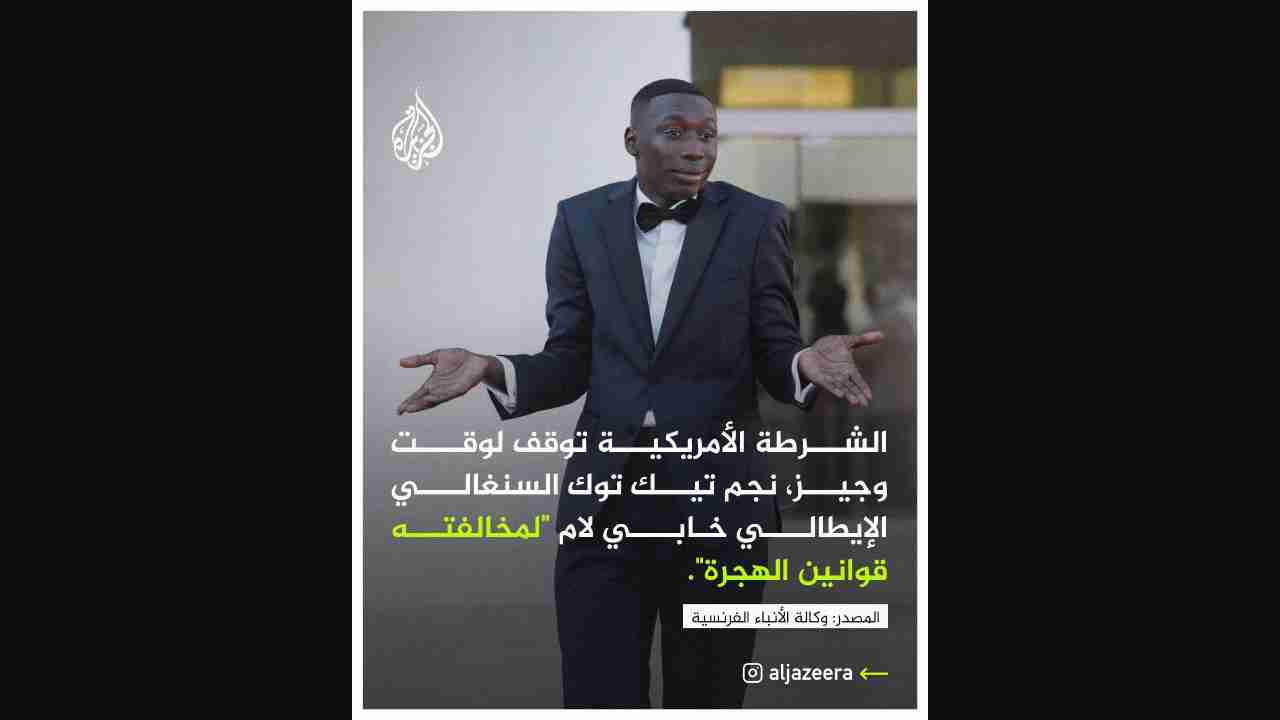 الجزيرة
الشرطة الأمريكية توقف لوقت
وجيز، نجم تيك توك السنغالي
الإيطالي خابي لام "لمخالفته
قوانين الهجرة".
المصدر: وكالة الأنباء الفرنسية
aljazeera